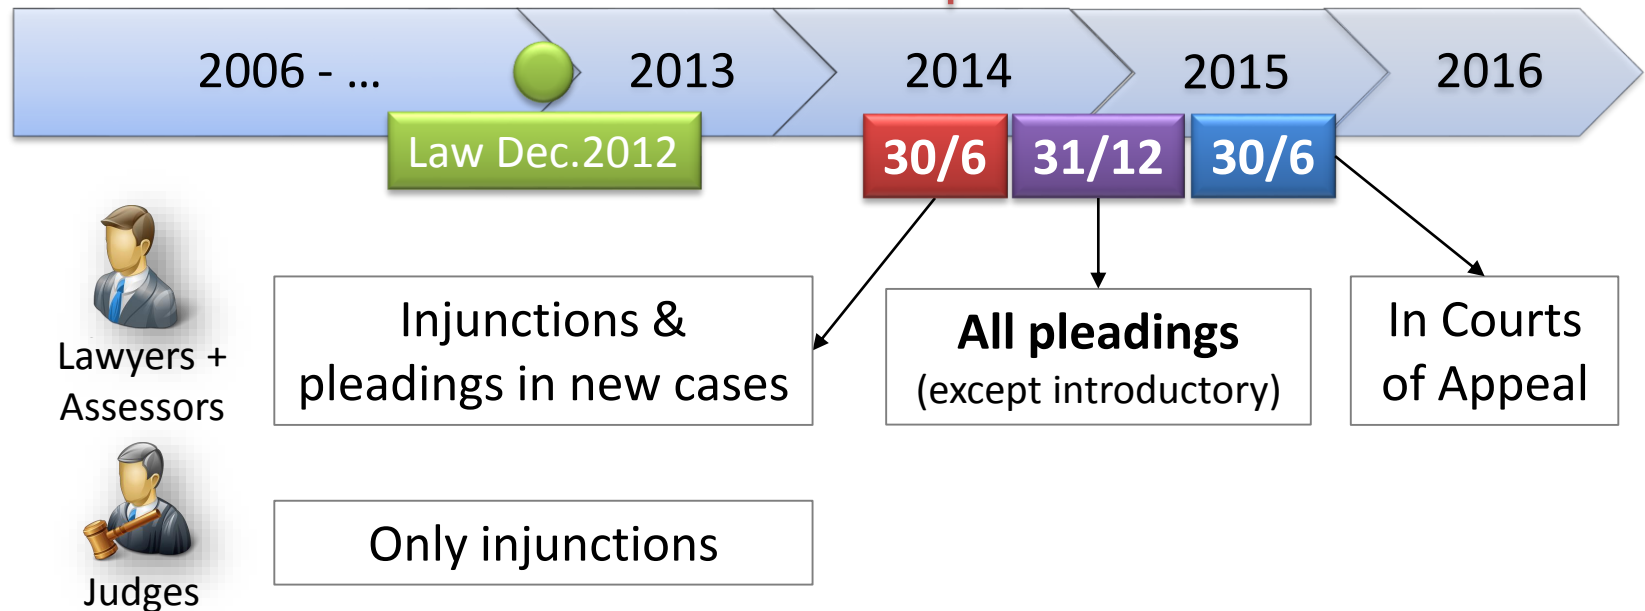 2006 - ...
2013
2014
2015
2016
Law Dec.2012
30/6
31/12
30/6
Lawyers +
Assessors
Injunctions &
pleadings in new cases
All pleadings
(except introductory)
In Courts
of Appeal
Judges
Only injunctions